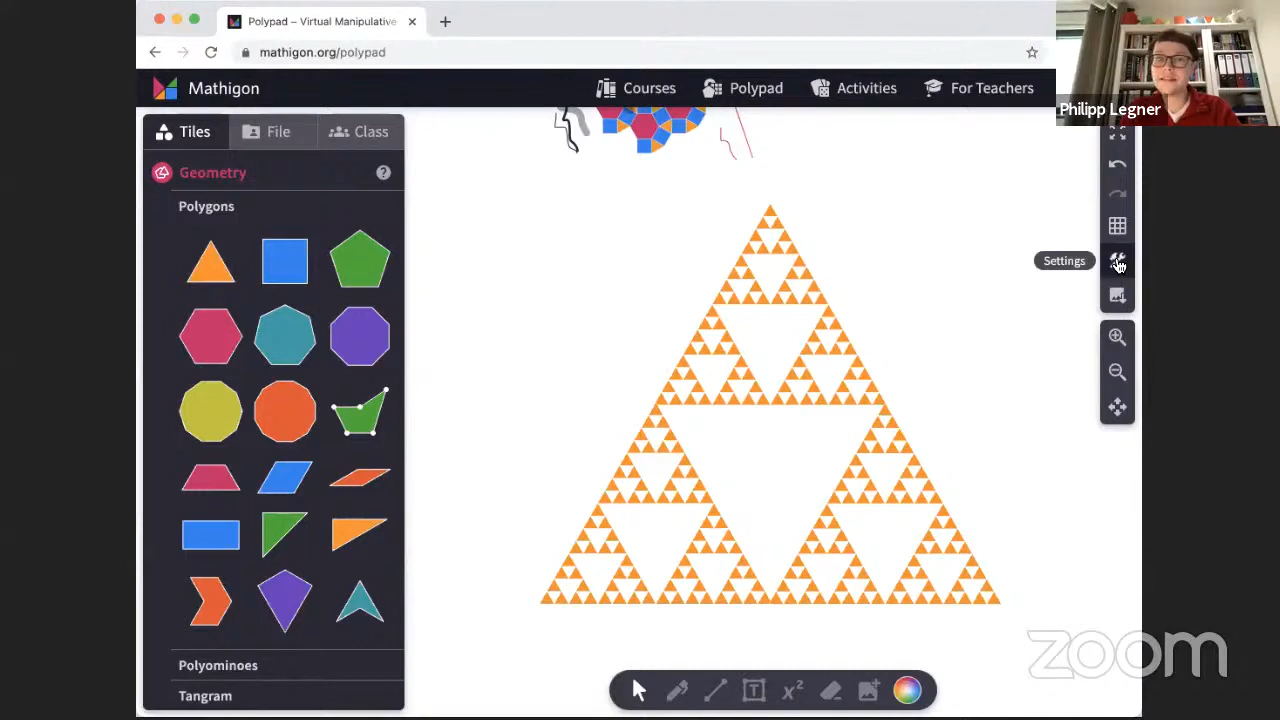 Polypad – Virtual Manipulative
mathigon.org/polypad
Mathigon
Courses
Polypad
Activities
For Teachers
Philipp Legner
Tiles
File
Class
Geometry
?
Polygons
Settings
Polyominoes
Tangram
T
x²
zoom